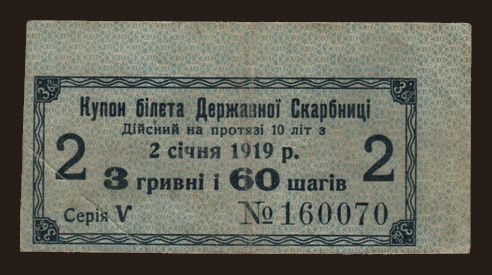 Купон білета Державної Скарбниці
Дійсний на протязі 10 літ з
2 2 січня 1919 р. 2
3 гривні і 60 шагів
Серія V № 160070